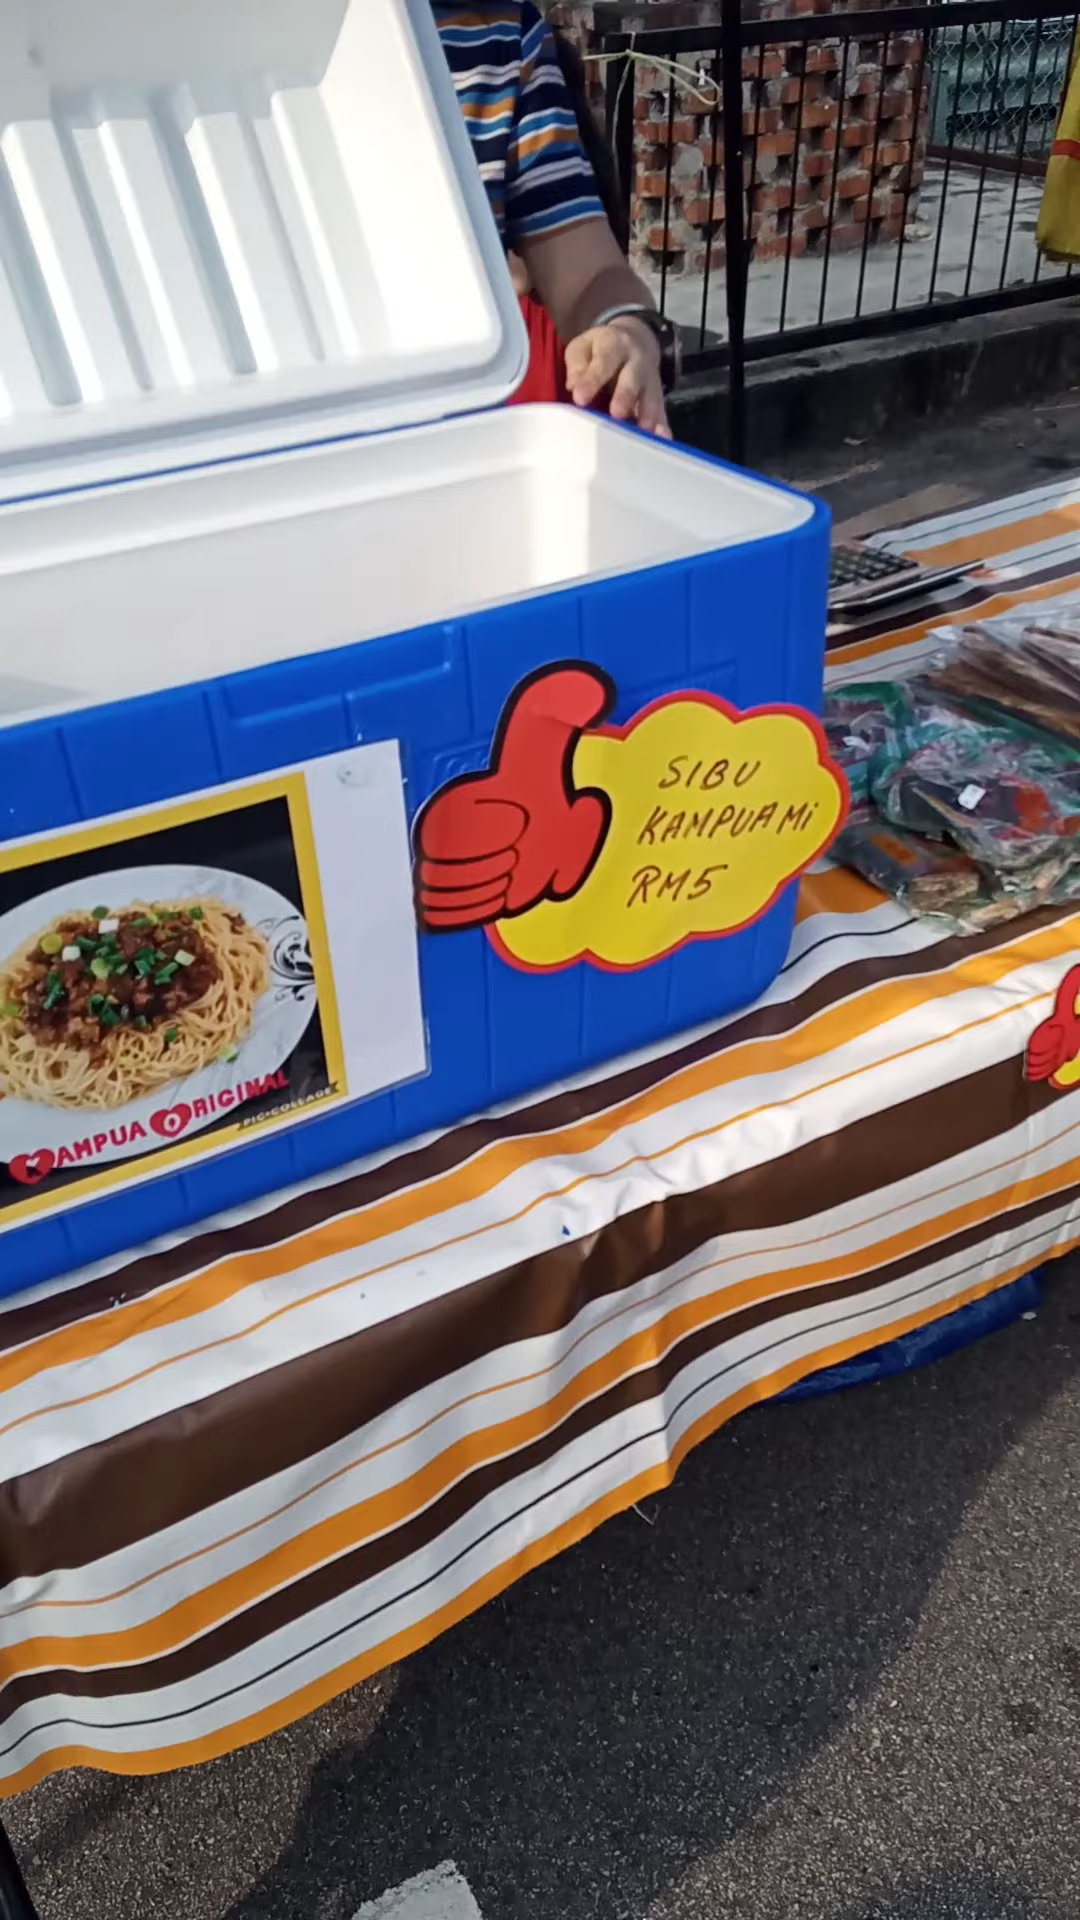 SIBU
KAMPUA Mi
RM5
KAMPUA ORIGINAL
PIC•COLLAGE